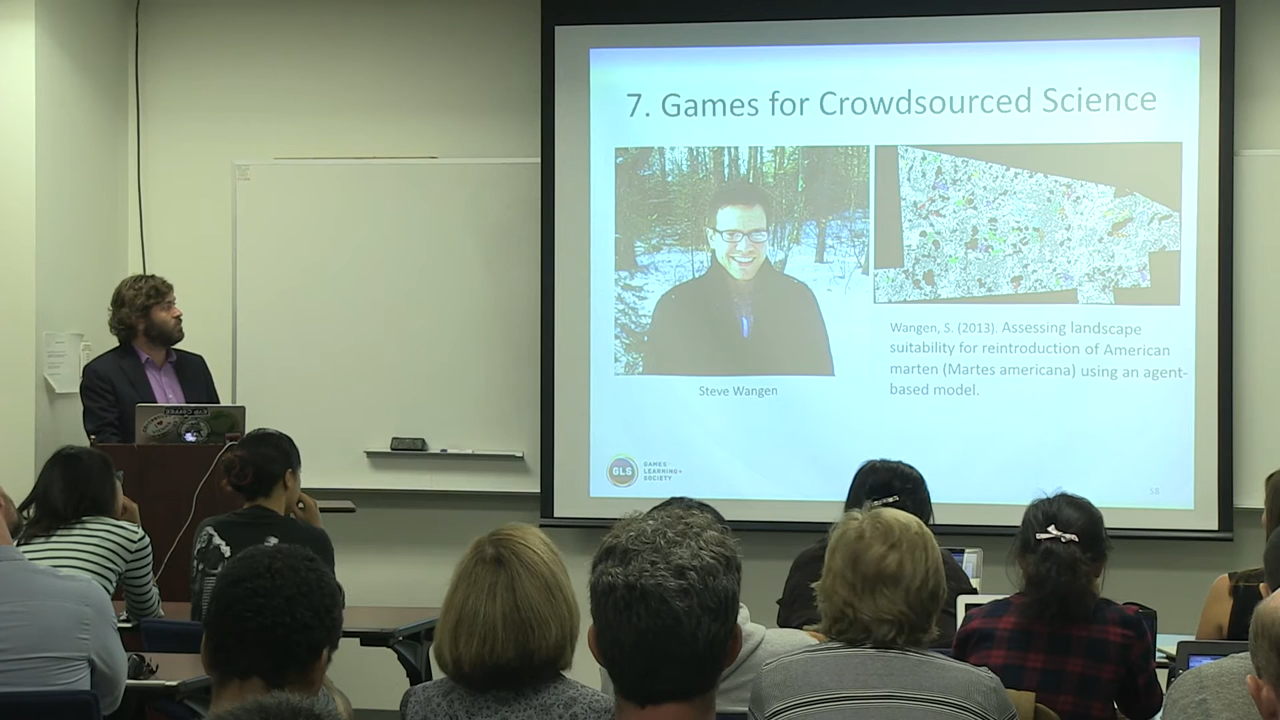 7. Games for Crowdsourced Science
Wangen, S. (2013). Assessing landscape
suitability for reintroduction of American
marten (Martes americana) using an agent-
based model.
Steve Wangen
GLS
GAMES+
LEARNING+
SOCIETY
58